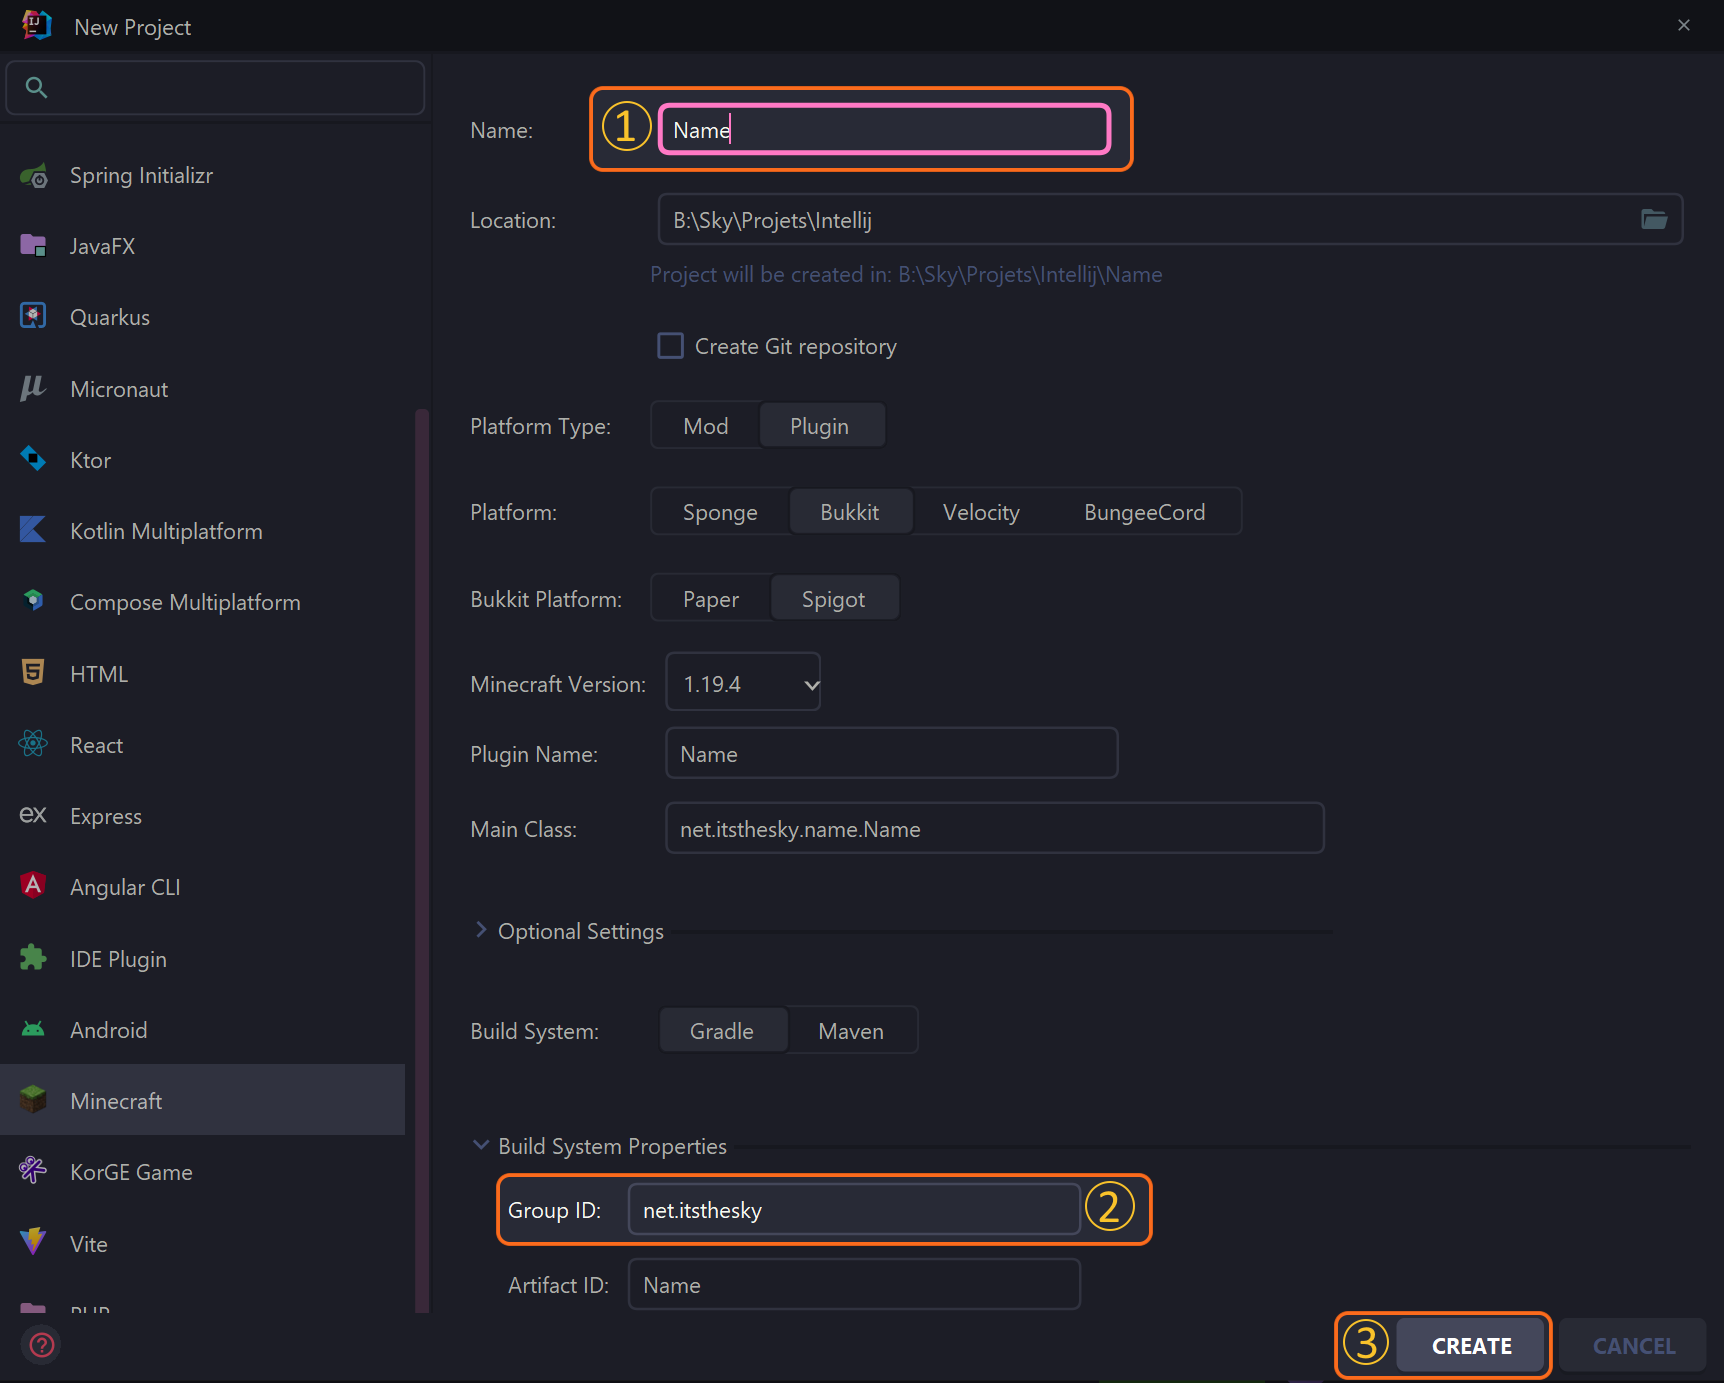 New Project
Spring Initializr
JavaFX
Quarkus
Micronaut
Ktor
Kotlin Multiplatform
Compose Multiplatform
HTML
React
Express
Angular CLI
IDE Plugin
Android
Minecraft
KorGE Game
Vite
PHP
Name: ① Name
Location: B:\Sky\Projets\Intellij
Project will be created in: B:\Sky\Projets\Intellij\Name
Create Git repository
Platform Type: Mod Plugin
Platform: Sponge Bukkit Velocity BungeeCord
Bukkit Platform: Paper Spigot
Minecraft Version: 1.19.4
Plugin Name: Name
Main Class: net.itsthesky.name.Name
Optional Settings
Build System: Gradle Maven
Build System Properties
Group ID: net.itsthesky ②
Artifact ID: Name
③ CREATE CANCEL